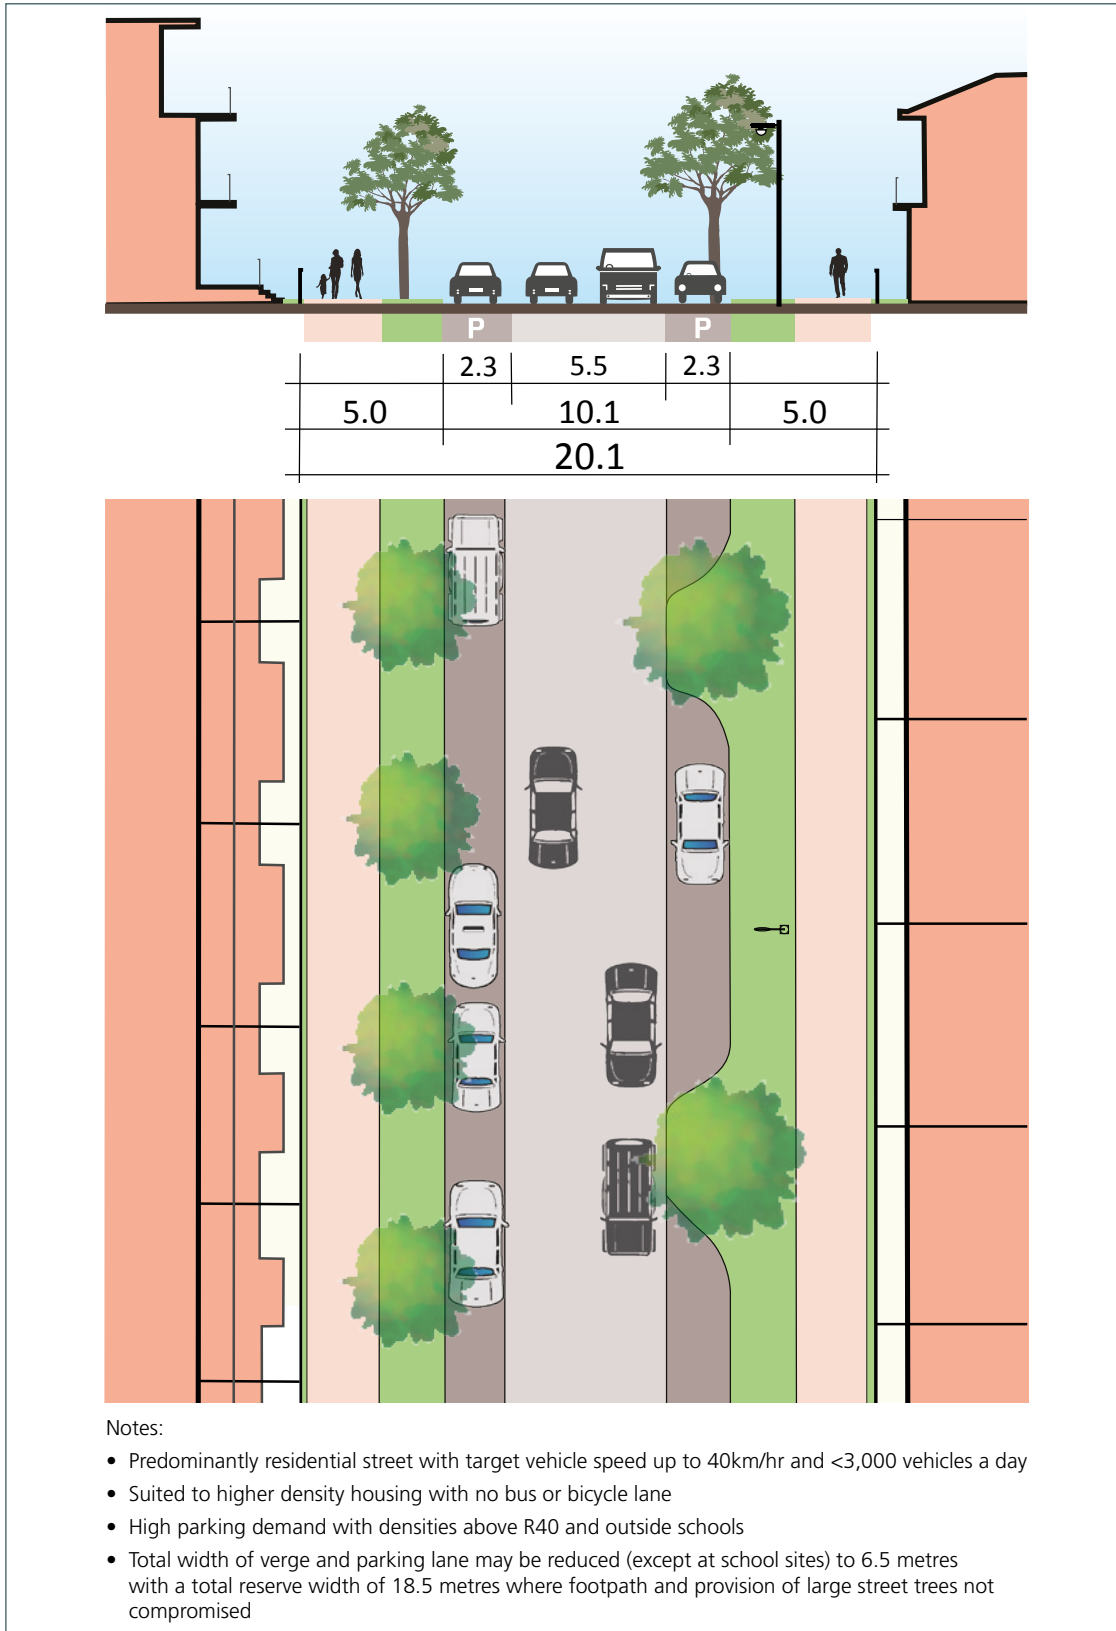 P P
2.3 5.5 2.3
5.0 10.1 5.0
20.1
Notes:
• Predominantly residential street with target vehicle speed up to 40km/hr and <3,000 vehicles a day
• Suited to higher density housing with no bus or bicycle lane
• High parking demand with densities above R40 and outside schools
• Total width of verge and parking lane may be reduced (except at school sites) to 6.5 metres
with a total reserve width of 18.5 metres where footpath and provision of large street trees not
compromised